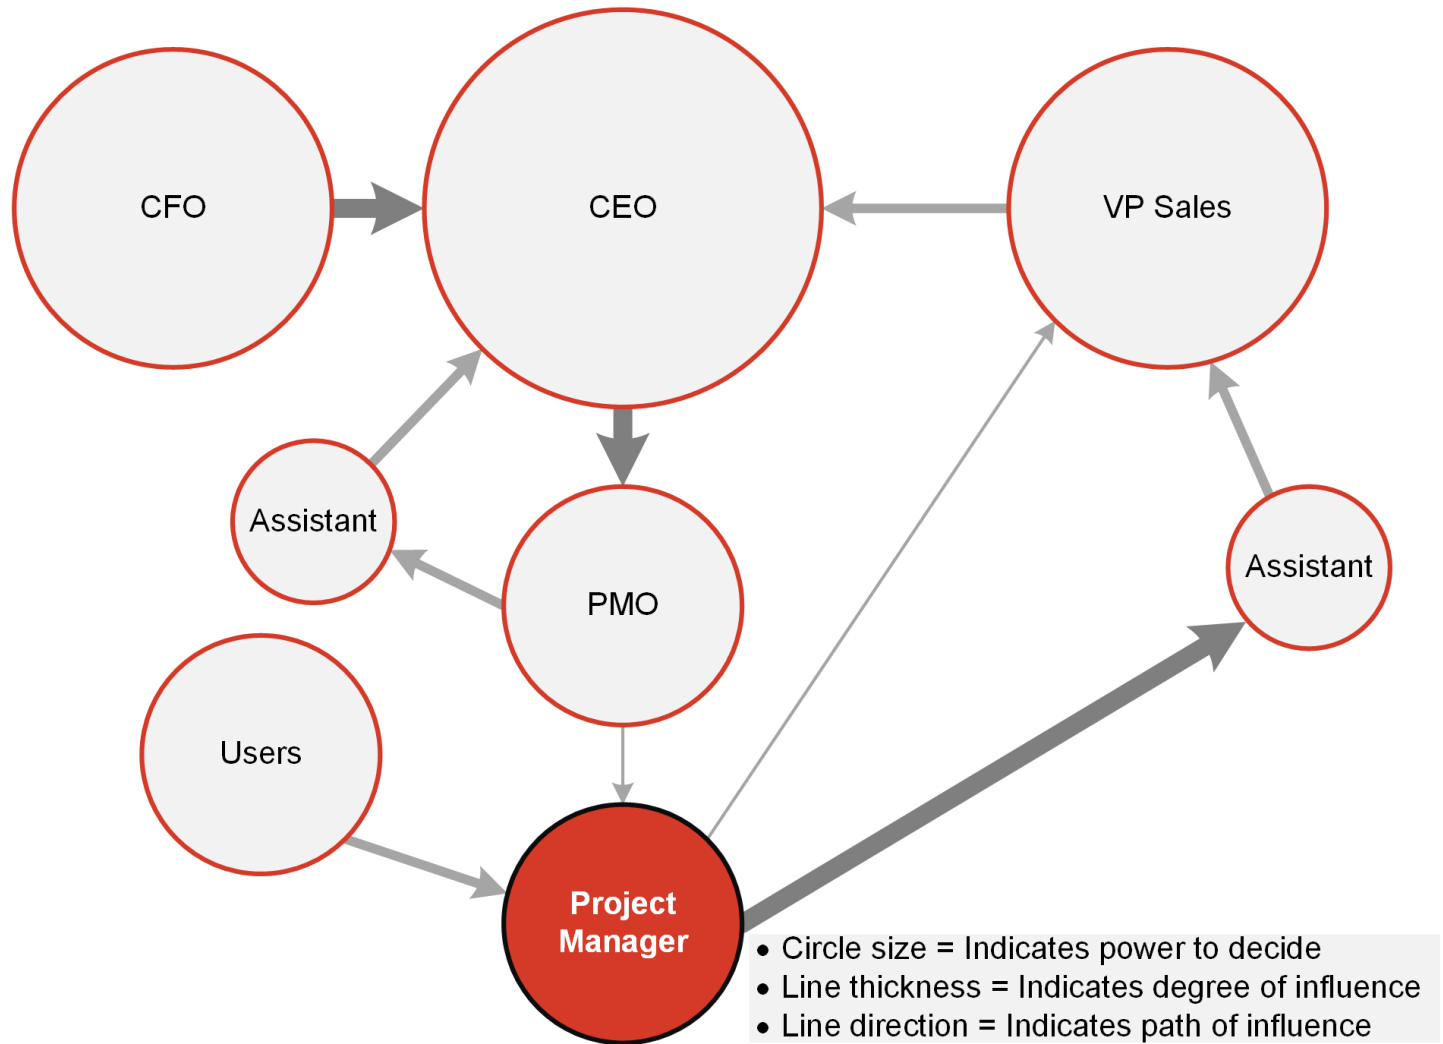 CFO
CEO
VP Sales
Assistant
Assistant
PMO
Users
Project
Manager
• Circle size = Indicates power to decide
• Line thickness = Indicates degree of influence
• Line direction = Indicates path of influence